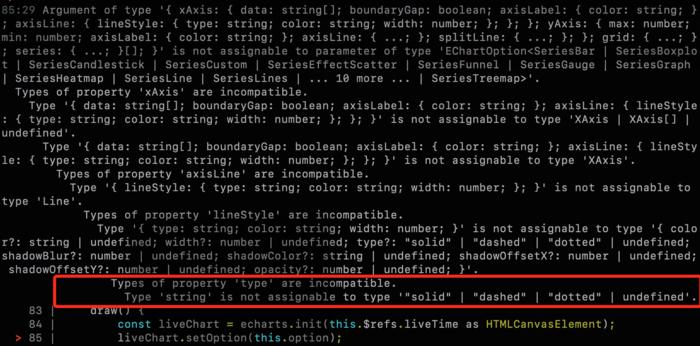 85:29 Argument of type '{ xAxis: { data: string[]; boundaryGap: boolean; axisLabel: { color: string; }
; axisLine: { lineStyle: { type: string; color: string; width: number; }; }; }; yAxis: { max: number;
min: number; axisLabel: { color: string; }; axisLine: { ...; }; splitLine: { ...; }; }; grid: { ...; }
; series: { ...; }[]; }' is not assignable to parameter of type 'EChartOption<SeriesBar | SeriesBoxplo
t | SeriesCandlestick | SeriesCustom | SeriesEffectScatter | SeriesFunnel | SeriesGauge | SeriesGraph
| SeriesHeatmap | SeriesLine | SeriesLines | ... 10 more ... | SeriesTreemap>'.
Types of property 'xAxis' are incompatible.
Type '{ data: string[]; boundaryGap: boolean; axisLabel: { color: string; }; axisLine: { lineStyle
: { type: string; color: string; width: number; }; }; }' is not assignable to type 'XAxis | XAxis[] |
undefined'.
Type '{ data: string[]; boundaryGap: boolean; axisLabel: { color: string; }; axisLine: { lineSty
le: { type: string; color: string; width: number; }; }; }' is not assignable to type 'XAxis'.
Types of property 'axisLine' are incompatible.
Type '{ lineStyle: { type: string; color: string; width: number; }; }' is not assignable to
type 'Line'.
Types of property 'lineStyle' are incompatible.
Type '{ type: string; color: string; width: number; }' is not assignable to type '{ colo
r?: string | undefined; width?: number | undefined; type?: "solid" | "dashed" | "dotted" | undefined;
shadowBlur?: number | undefined; shadowColor?: string | undefined; shadowOffsetX?: number | undefined;
shadowOffsetY?: number | undefined; opacity?: number | undefined; }'.
Types of property 'type' are incompatible.
Type 'string' is not assignable to type '"solid" | "dashed" | "dotted" | undefined'.
83 | draw() {
84 | const liveChart = echarts.init(this.$refs.liveTime as HTMLCanvasElement);
> 85 | liveChart.setOption(this.option);